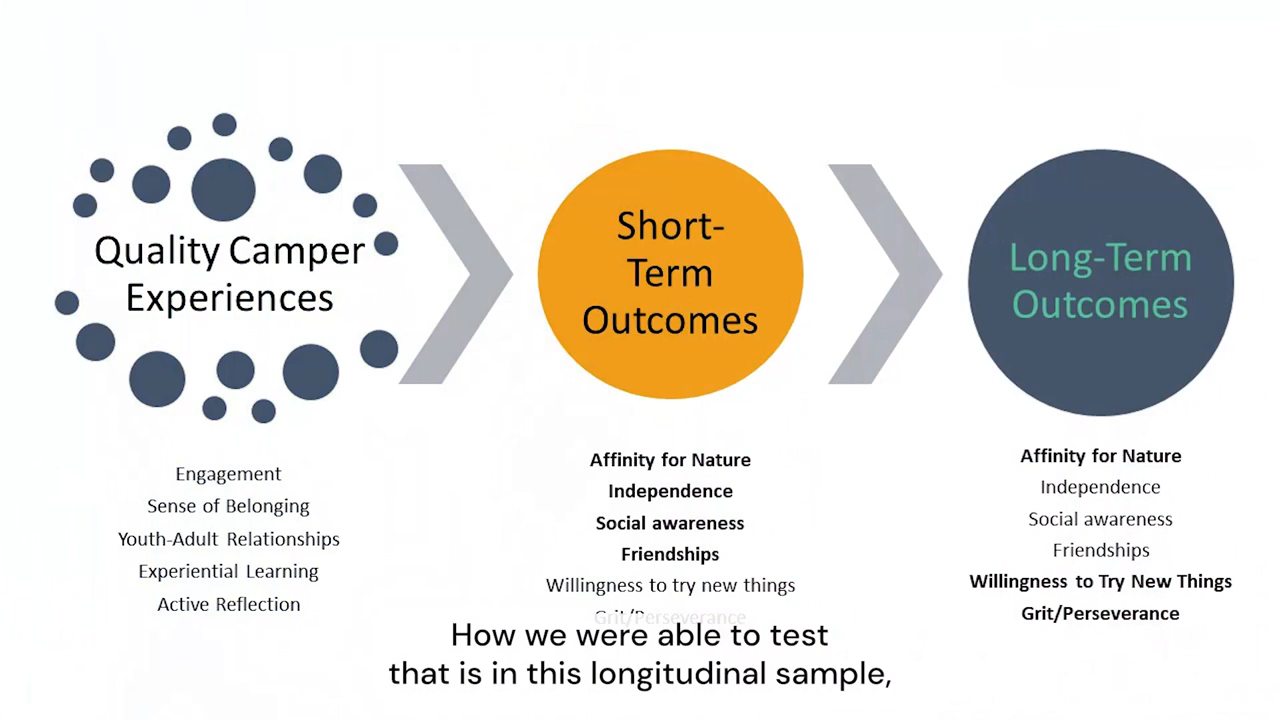 Quality Camper
Experiences
Engagement
Sense of Belonging
Youth-Adult Relationships
Experiential Learning
Active Reflection
Short-
Term
Outcomes
Affinity for Nature
Independence
Social awareness
Friendships
Willingness to try new things
Grit/Perseverance
Long-Term
Outcomes
Affinity for Nature
Independence
Social awareness
Friendships
Willingness to Try New Things
Grit/Perseverance
How we were able to test
that is in this longitudinal sample,